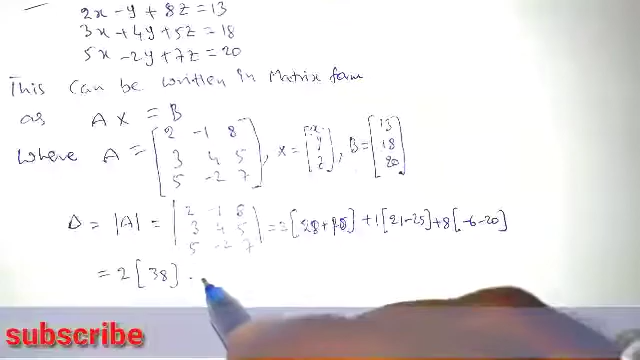 2x - y + 8z = 13
3x + 4y + 5z = 18
5x - 2y + 7z = 20
This Can be written in Matrix form
as A X = B
where A = [2 -1 8 3 4 5 5 -2 7], X = [x y z], B = [13 18 20]
Δ = |A| = |2 -1 8 3 4 5 5 -2 7| = 2[28+10] + 1[21-25] + 8[-6-20]
= 2[38]
subscribe